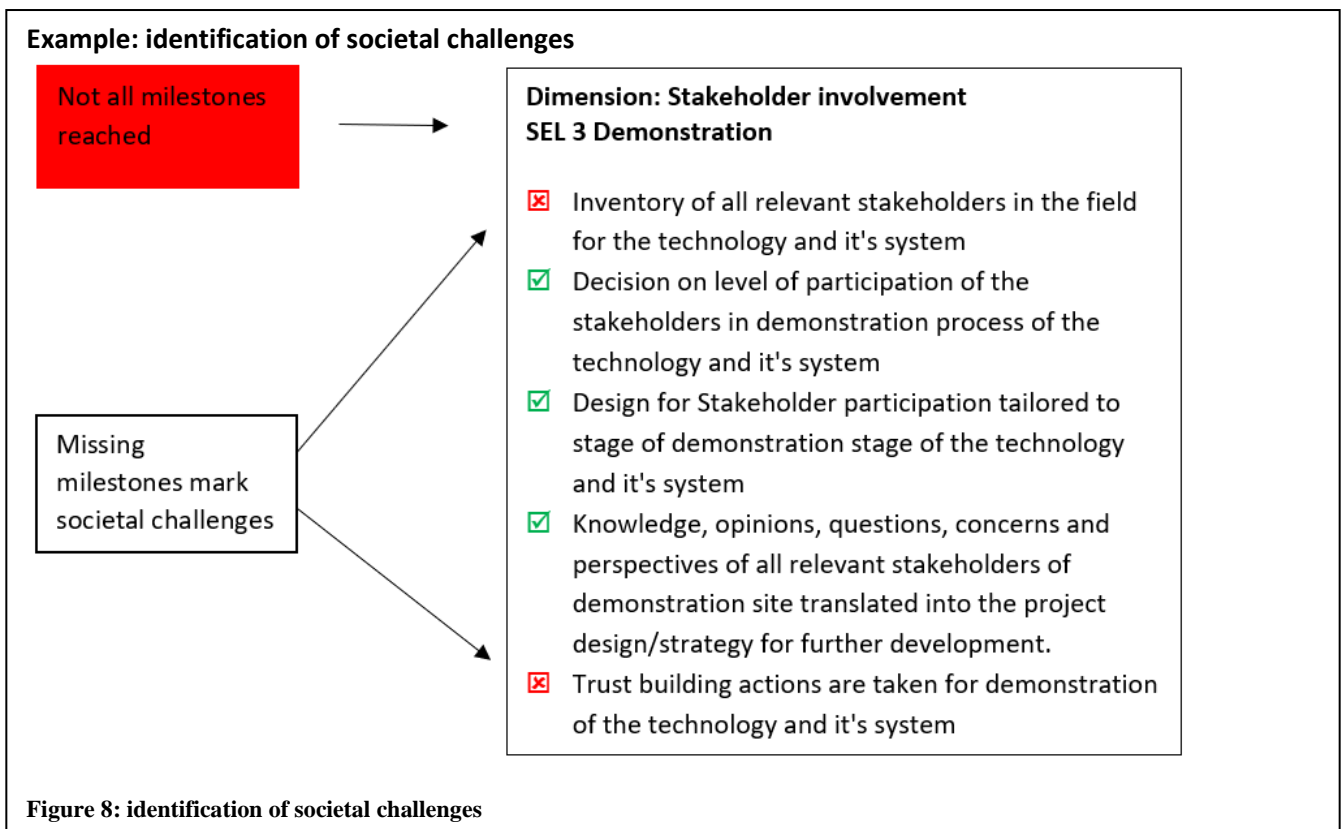 Example: identification of societal challenges
Not all milestones
reached
Dimension: Stakeholder involvement
SEL 3 Demonstration
Inventory of all relevant stakeholders in the field
for the technology and it's system
Decision on level of participation of the
stakeholders in demonstration process of the
technology and it's system
Design for Stakeholder participation tailored to
stage of demonstration stage of the technology
and it's system
Knowledge, opinions, questions, concerns and
perspectives of all relevant stakeholders of
demonstration site translated into the project
design/strategy for further development.
Trust building actions are taken for demonstration
of the technology and it's system
Missing
milestones mark
societal challenges
Figure 8: identification of societal challenges